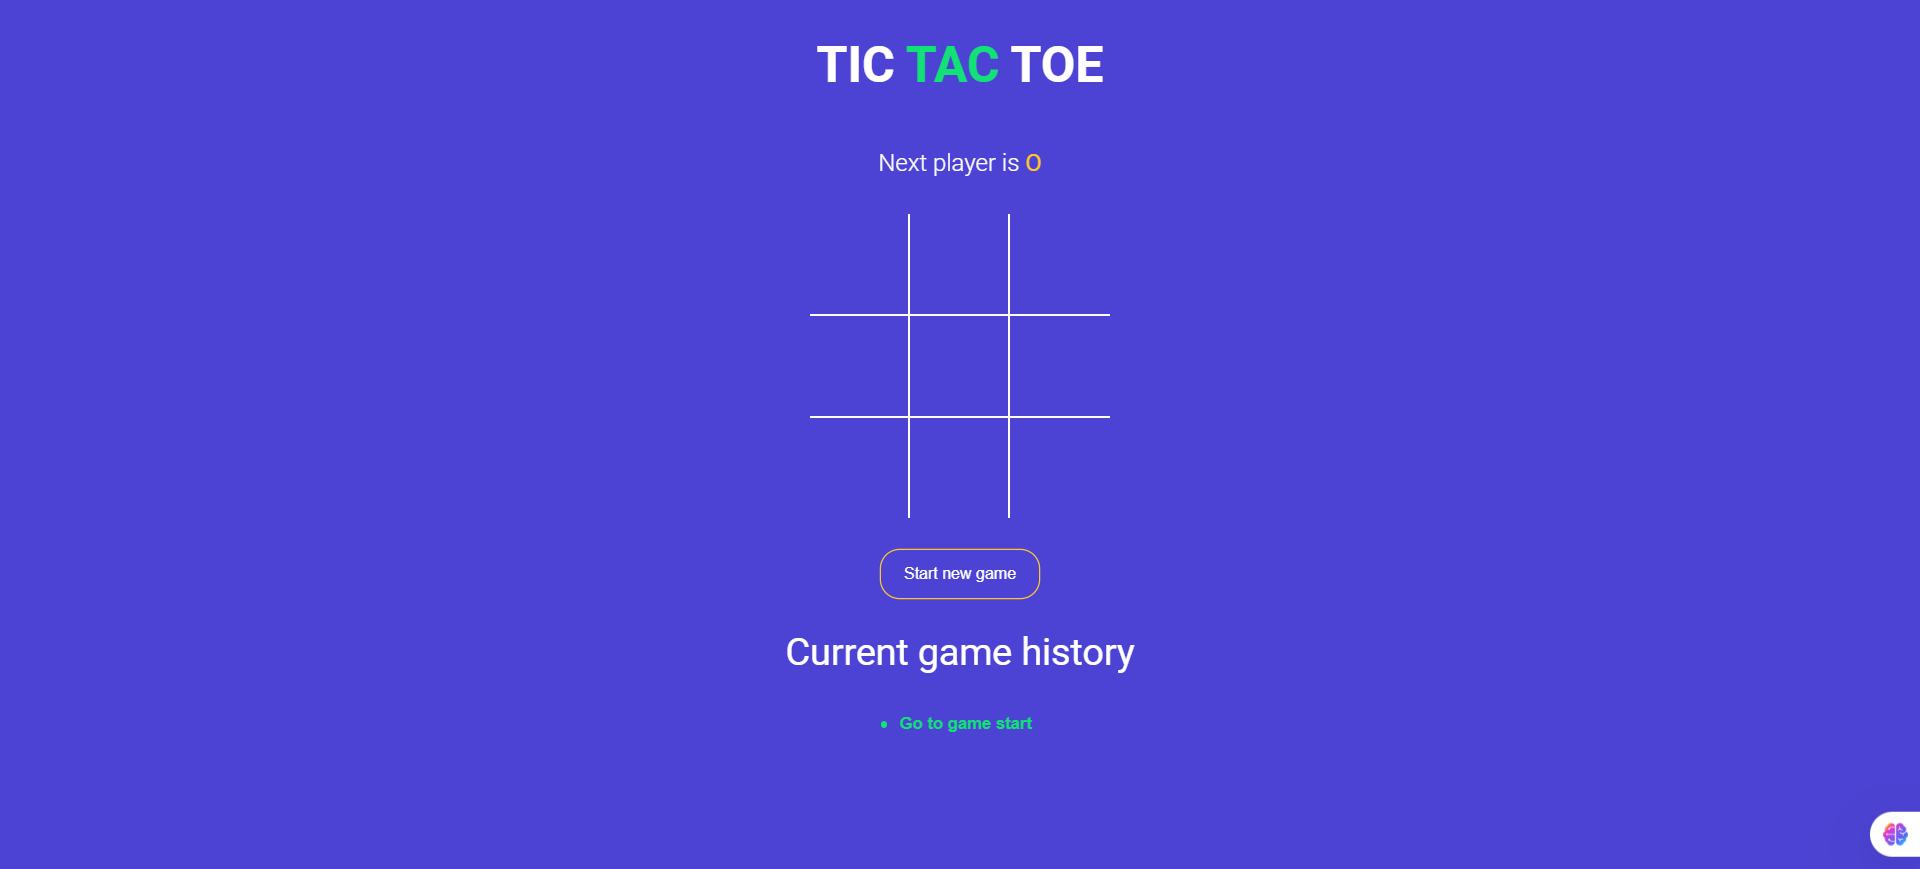 TIC TAC TOE
Next player is O
Start new game
Current game history
Go to game start